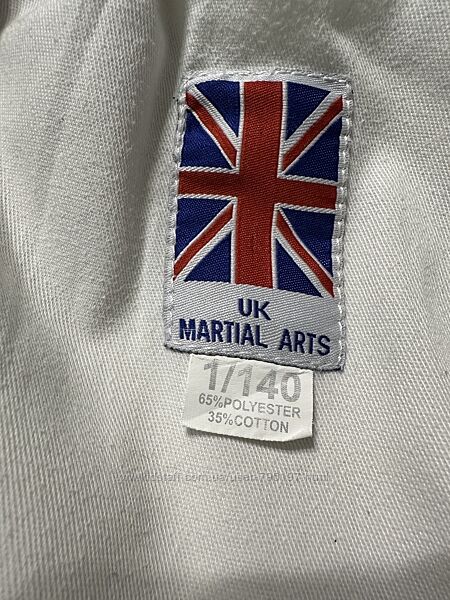 UK
MARTIAL ARTS
1/140
65%POLYESTER
35%COTTON